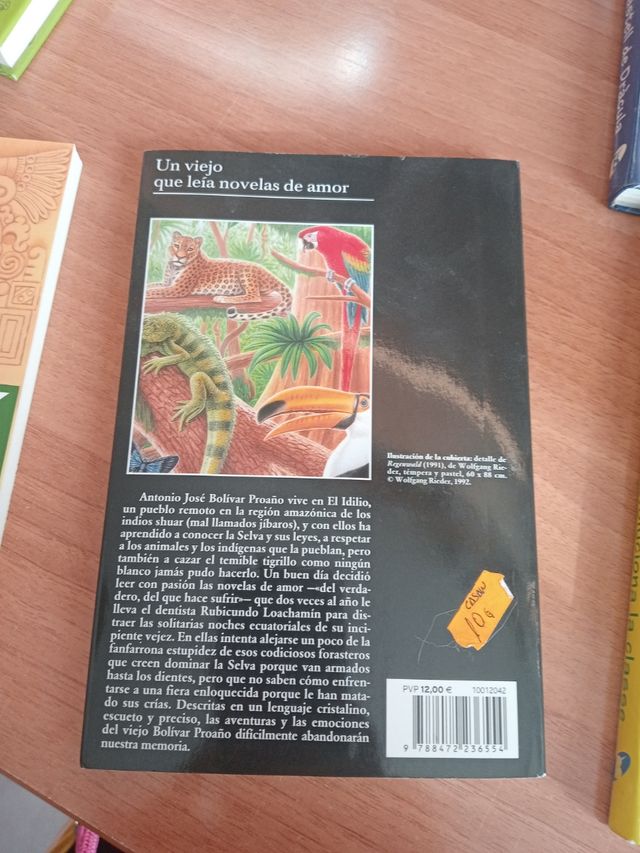 Un viejo
que leía novelas de amor
Ilustración de la cubierta: detalle de
Regenwald (1991), de Wolfgang Rie-
der, témpera y pastel, 60 x 88 cm.
© Wolfgang Rieder, 1992.
Antonio José Bolívar Proaño vive en El Idilio,
un pueblo remoto en la región amazónica de los
indios shuar (mal llamados jíbaros), y con ellos ha
aprendido a conocer la Selva y sus leyes, a respetar
a los animales y los indígenas que la pueblan, pero
también a cazar el temible tigrillo como ningún
blanco jamás pudo hacerlo. Un buen día decidió
leer con pasión las novelas de amor —«del verda-
dero, del que hace sufrir»— que dos veces al año le
lleva el dentista Rubicundo Loachamín para dis-
traer las solitarias noches ecuatoriales de su inci-
piente vejez. En ellas intenta alejarse un poco de la
fanfarrona estupidez de esos codiciosos forasteros
que creen dominar la Selva porque van armados
hasta los dientes, pero que no saben cómo enfren-
tarse a una fiera enloquecida porque le han mata-
do sus crías. Descritas en un lenguaje cristalino,
escueto y preciso, las aventuras y las emociones
del viejo Bolívar Proaño difícilmente abandonarán
nuestra memoria.
10€
PVP 12,00 € 10012042
9 788472 236554
de Drácula
la clase